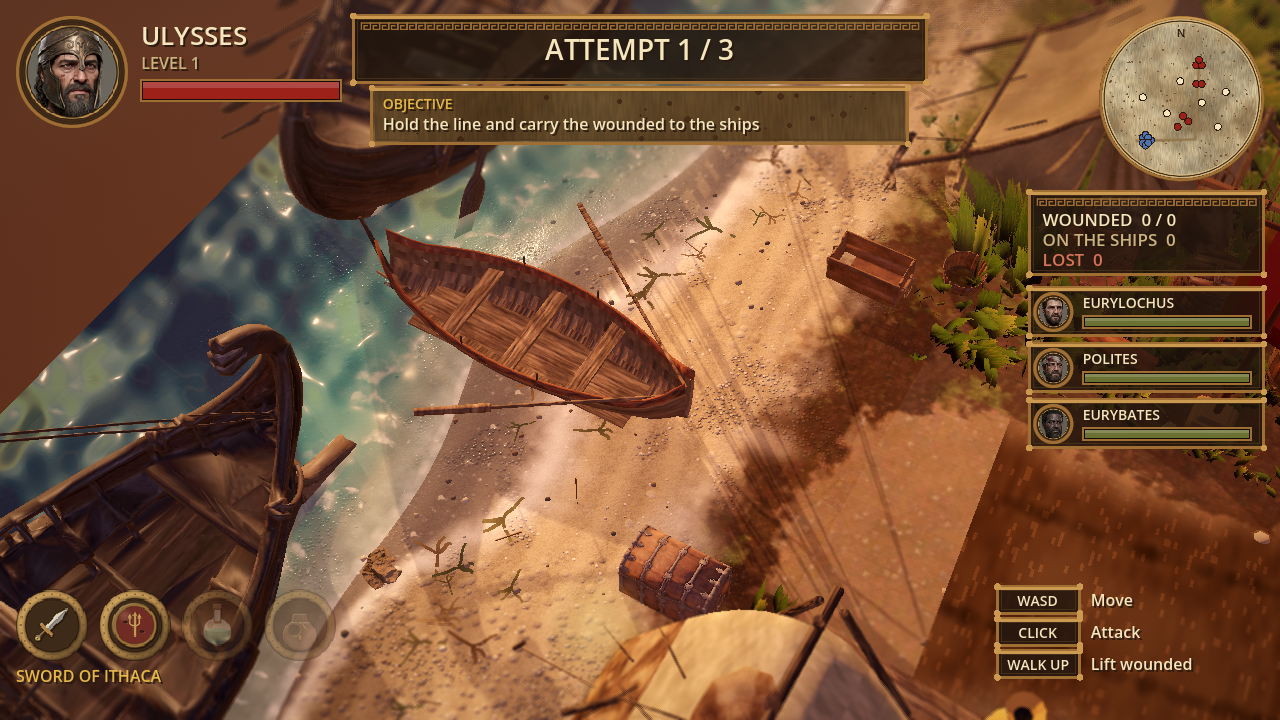 ULYSSES
LEVEL 1
ATTEMPT 1 / 3
OBJECTIVE
Hold the line and carry the wounded to the ships
N
WOUNDED 0 / 0
ON THE SHIPS 0
LOST 0
EURYLOCHUS
POLITES
EURYBATES
SWORD OF ITHACA
WASD Move
CLICK Attack
WALK UP Lift wounded